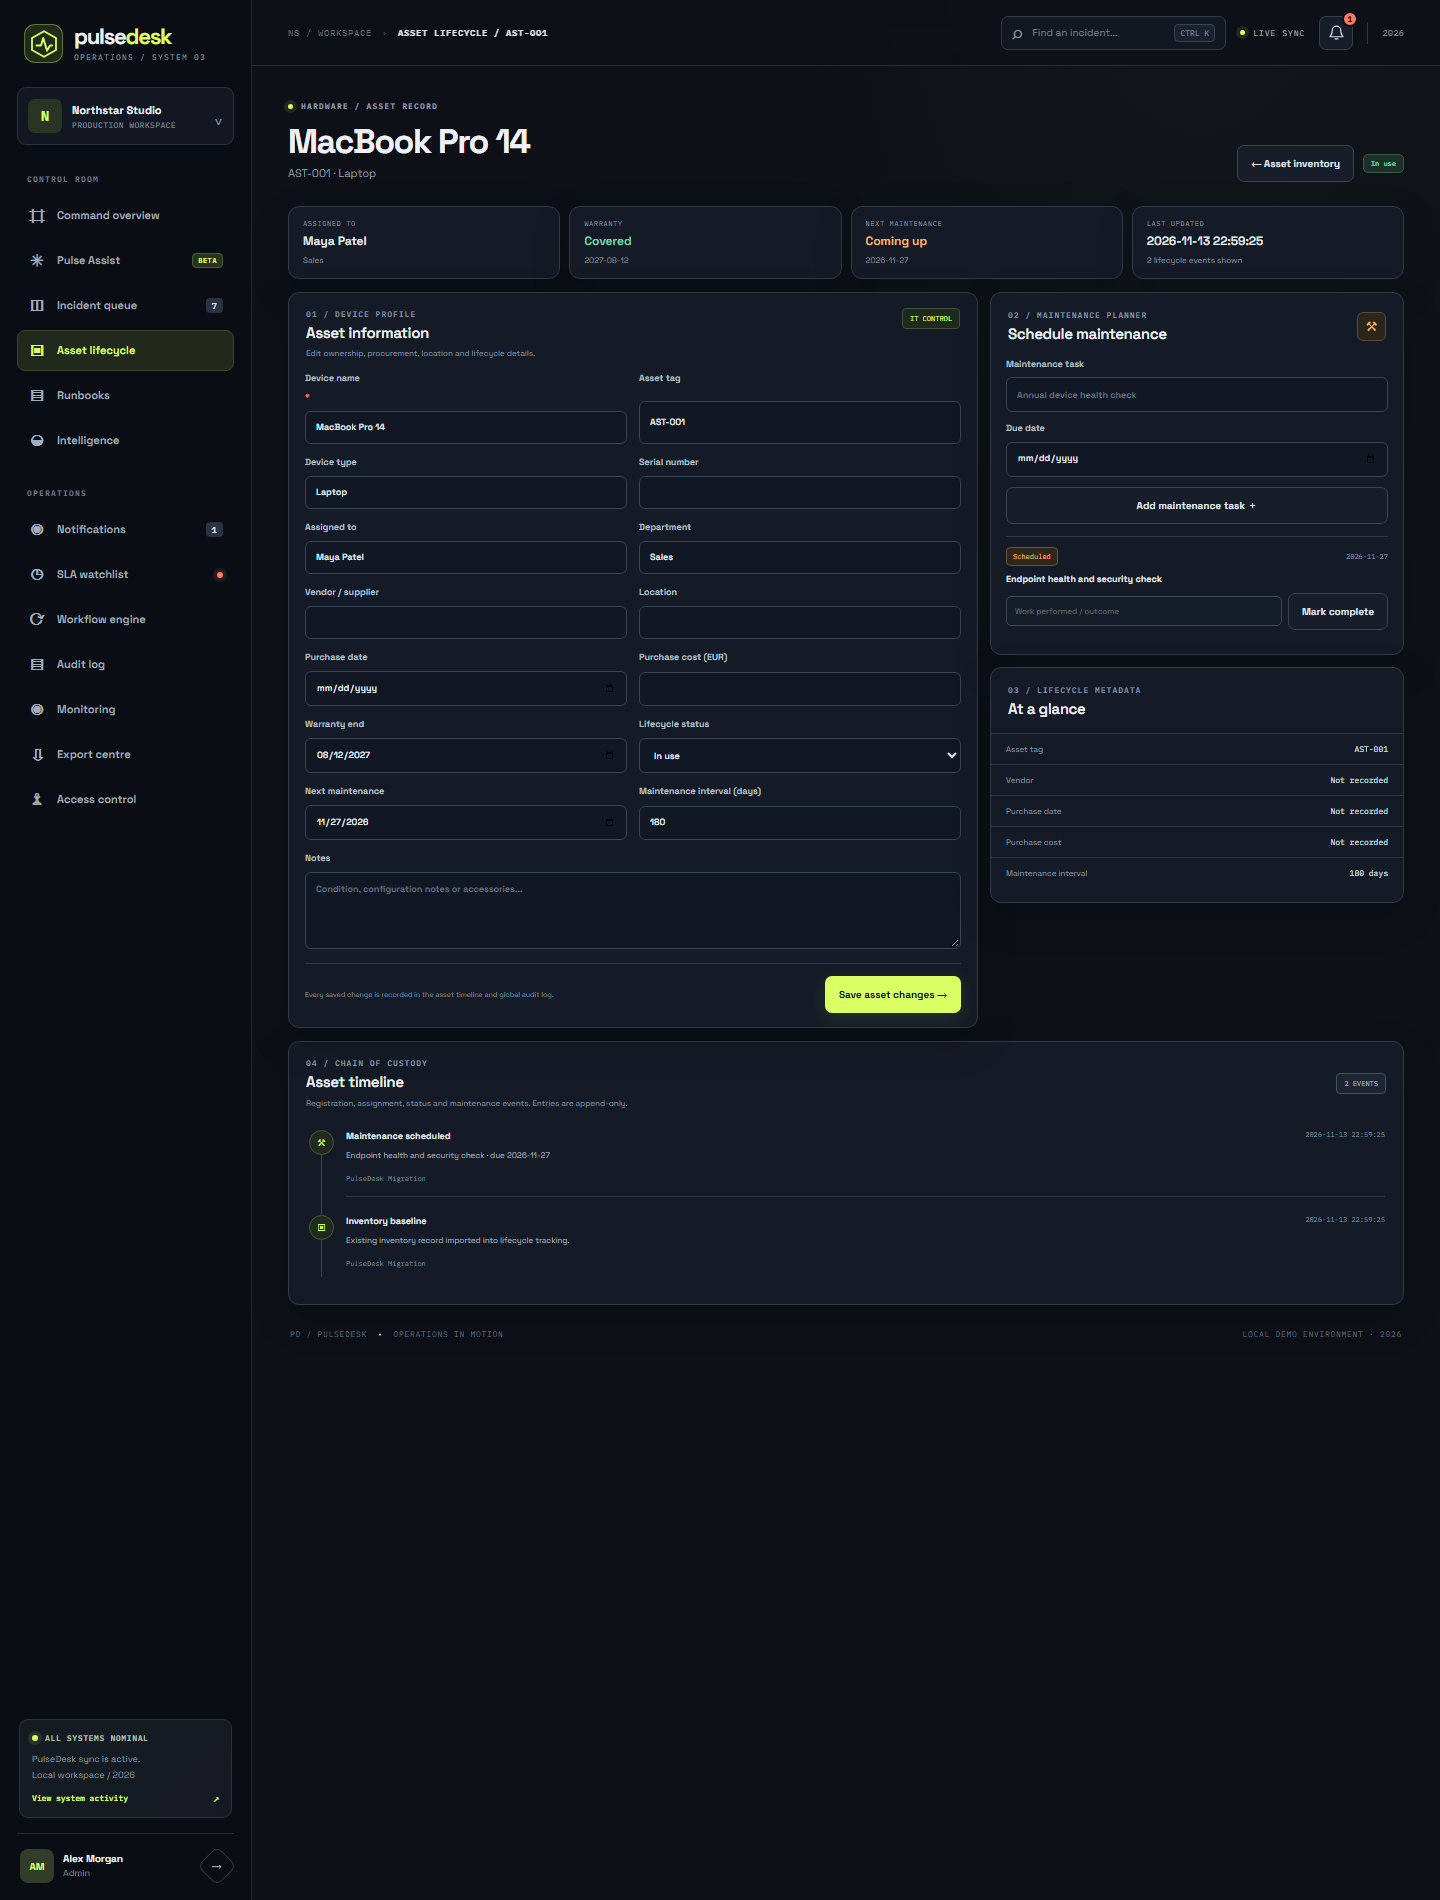 pulsedesk
OPERATIONS / SYSTEM 03
N
Northstar Studio
PRODUCTION WORKSPACE
v
CONTROL ROOM
Command overview
Pulse Assist
BETA
Incident queue
7
Asset lifecycle
Runbooks
Intelligence
OPERATIONS
Notifications
1
SLA watchlist
Workflow engine
Audit log
Monitoring
Export centre
Access control
ALL SYSTEMS NOMINAL
PulseDesk sync is active.
Local workspace / 2026
View system activity ↗
AM
Alex Morgan
Admin
→
NS / WORKSPACE › ASSET LIFECYCLE / AST-001
Find an incident...
CTRL K
LIVE SYNC
1
2026
HARDWARE / ASSET RECORD
MacBook Pro 14
AST-001 · Laptop
← Asset inventory
In use
ASSIGNED TO
Maya Patel
Sales
WARRANTY
Covered
2027-08-12
NEXT MAINTENANCE
Coming up
2026-11-27
LAST UPDATED
2026-11-13 22:59:25
2 lifecycle events shown
01 / DEVICE PROFILE
Asset information
Edit ownership, procurement, location and lifecycle details.
IT CONTROL
Device name
*
MacBook Pro 14
Asset tag
AST-001
Device type
Laptop
Serial number
Assigned to
Maya Patel
Department
Sales
Vendor / supplier
Location
Purchase date
mm/dd/yyyy
Purchase cost (EUR)
Warranty end
08/12/2027
Lifecycle status
In use
Next maintenance
11/27/2026
Maintenance interval (days)
180
Notes
Condition, configuration notes or accessories...
Every saved change is recorded in the asset timeline and global audit log.
Save asset changes →
02 / MAINTENANCE PLANNER
Schedule maintenance
Maintenance task
Annual device health check
Due date
mm/dd/yyyy
Add maintenance task +
Scheduled
2026-11-27
Endpoint health and security check
Work performed / outcome
Mark complete
03 / LIFECYCLE METADATA
At a glance
Asset tag AST-001
Vendor Not recorded
Purchase date Not recorded
Purchase cost Not recorded
Maintenance interval 180 days
04 / CHAIN OF CUSTODY
Asset timeline
Registration, assignment, status and maintenance events. Entries are append-only.
2 EVENTS
Maintenance scheduled
2026-11-13 22:59:25
Endpoint health and security check · due 2026-11-27
PulseDesk Migration
Inventory baseline
2026-11-13 22:59:25
Existing inventory record imported into lifecycle tracking.
PulseDesk Migration
PD / PULSEDESK • OPERATIONS IN MOTION
LOCAL DEMO ENVIRONMENT · 2026